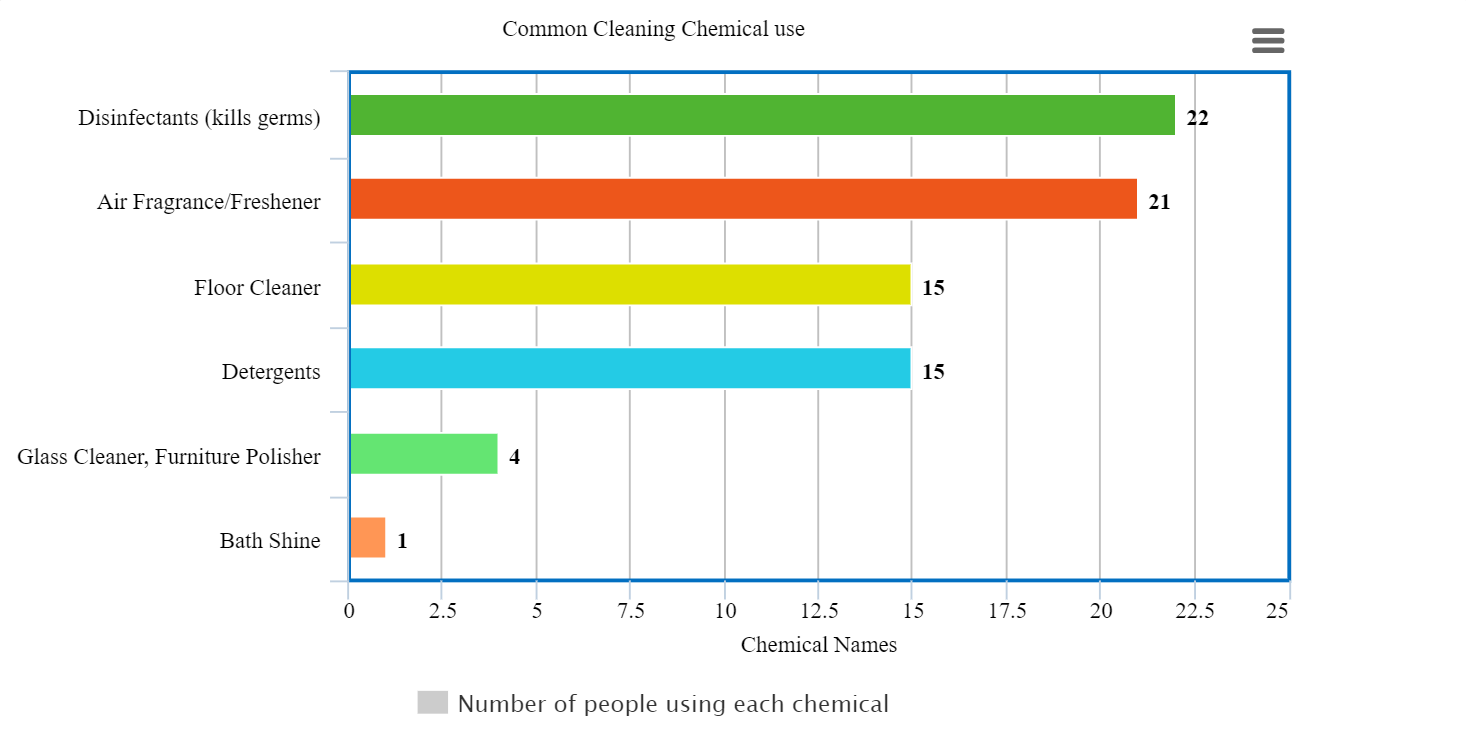 Common Cleaning Chemical use
Disinfectants (kills germs)
22
Air Fragrance/Freshener
21
Floor Cleaner
15
Detergents
15
Glass Cleaner, Furniture Polisher
4
Bath Shine
1
0 2.5 5 7.5 10 12.5 15 17.5 20 22.5 25
Chemical Names
Number of people using each chemical